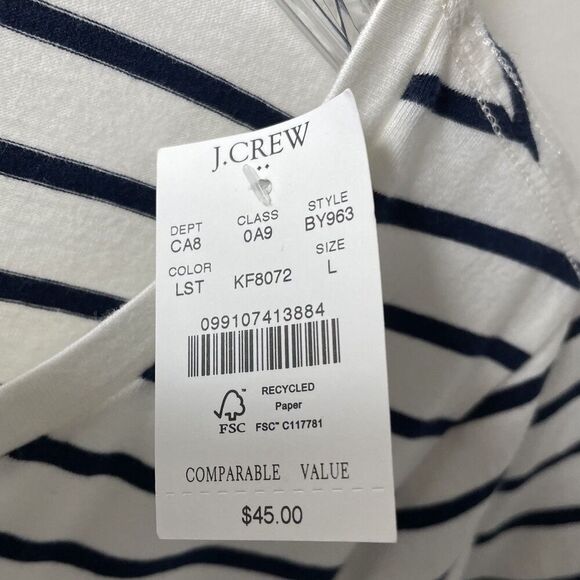 J.CREW
DEPT CLASS STYLE
CA8 0A9 BY963
COLOR SIZE
LST KF8072 L
099107413884
RECYCLED
Paper
FSC FSC™ C117781
COMPARABLE VALUE
$45.00